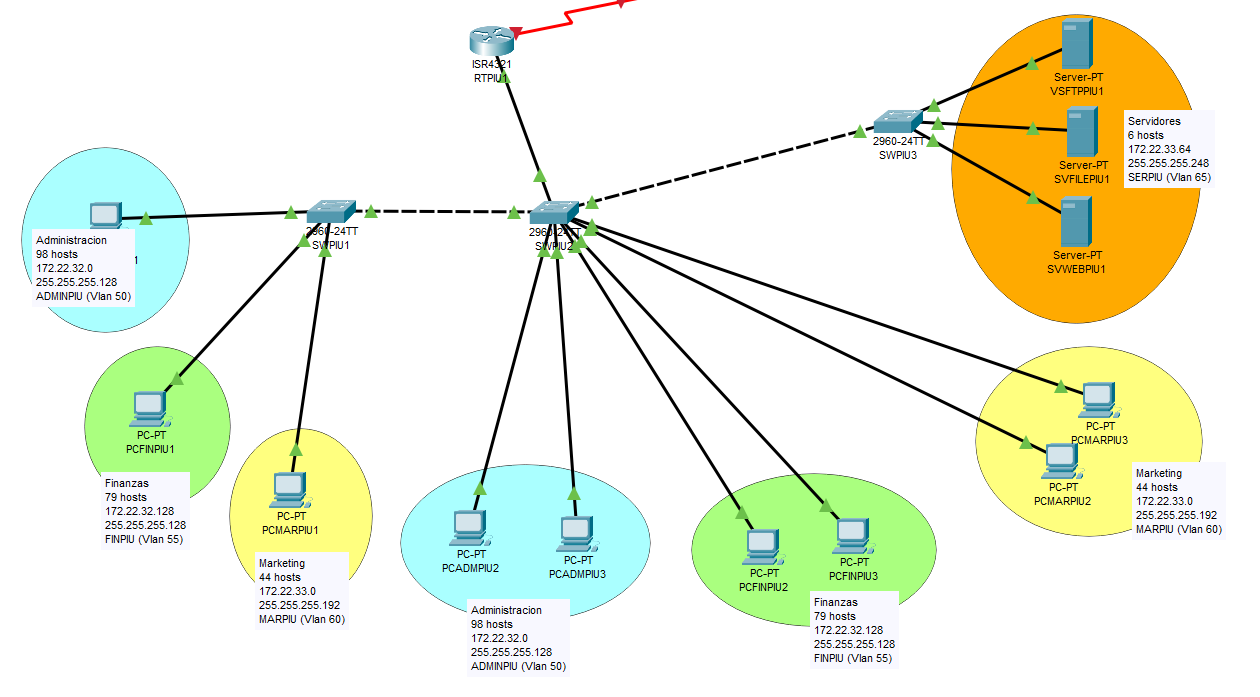 ISR4321
RTPIU1
Server-PT
VSFTPPIU1
2960-24TT
SWPIU3
Servidores
6 hosts
172.22.33.64
255.255.255.248
SERPIU (Vlan 65)
Server-PT
SVFILEPIU1
Server-PT
SVWEBPIU1
2960-24TT
SWPIU1
2960-24TT
SWPIU2
Administracion
98 hosts
172.22.32.0
255.255.255.128
ADMINPIU (Vlan 50)
1
PC-PT
PCFINPIU1
Finanzas
79 hosts
172.22.32.128
255.255.255.128
FINPIU (Vlan 55)
PC-PT
PCMARPIU1
Marketing
44 hosts
172.22.33.0
255.255.255.192
MARPIU (Vlan 60)
PC-PT
PCADMPIU2
PC-PT
PCADMPIU3
Administracion
98 hosts
172.22.32.0
255.255.255.128
ADMINPIU (Vlan 50)
PC-PT
PCFINPIU2
PC-PT
PCFINPIU3
Finanzas
79 hosts
172.22.32.128
255.255.255.128
FINPIU (Vlan 55)
PC-PT
PCMARPIU3
PC-PT
PCMARPIU2
Marketing
44 hosts
172.22.33.0
255.255.255.192
MARPIU (Vlan 60)